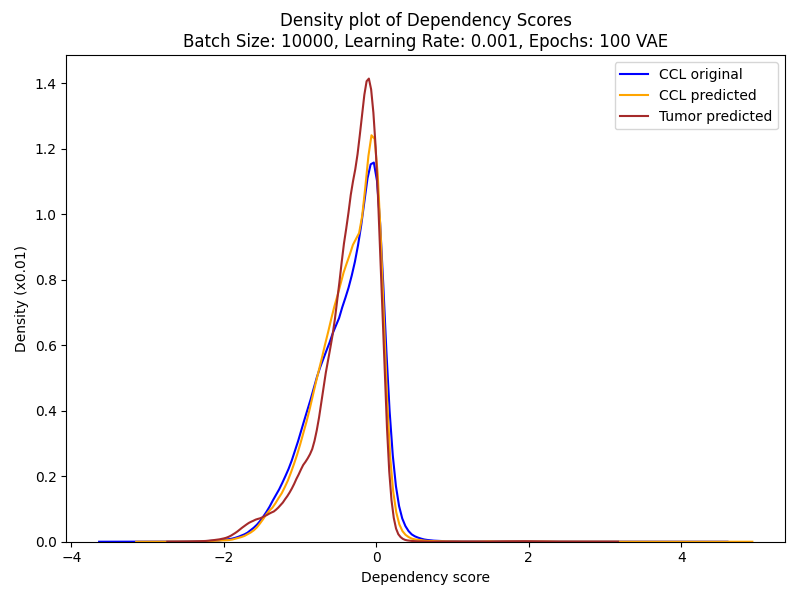 Density plot of Dependency Scores
Batch Size: 10000, Learning Rate: 0.001, Epochs: 100 VAE
CCL original
CCL predicted
Tumor predicted
Density (x0.01)
1.4
1.2
1.0
0.8
0.6
0.4
0.2
0.0
−4
−2
0
2
4
Dependency score